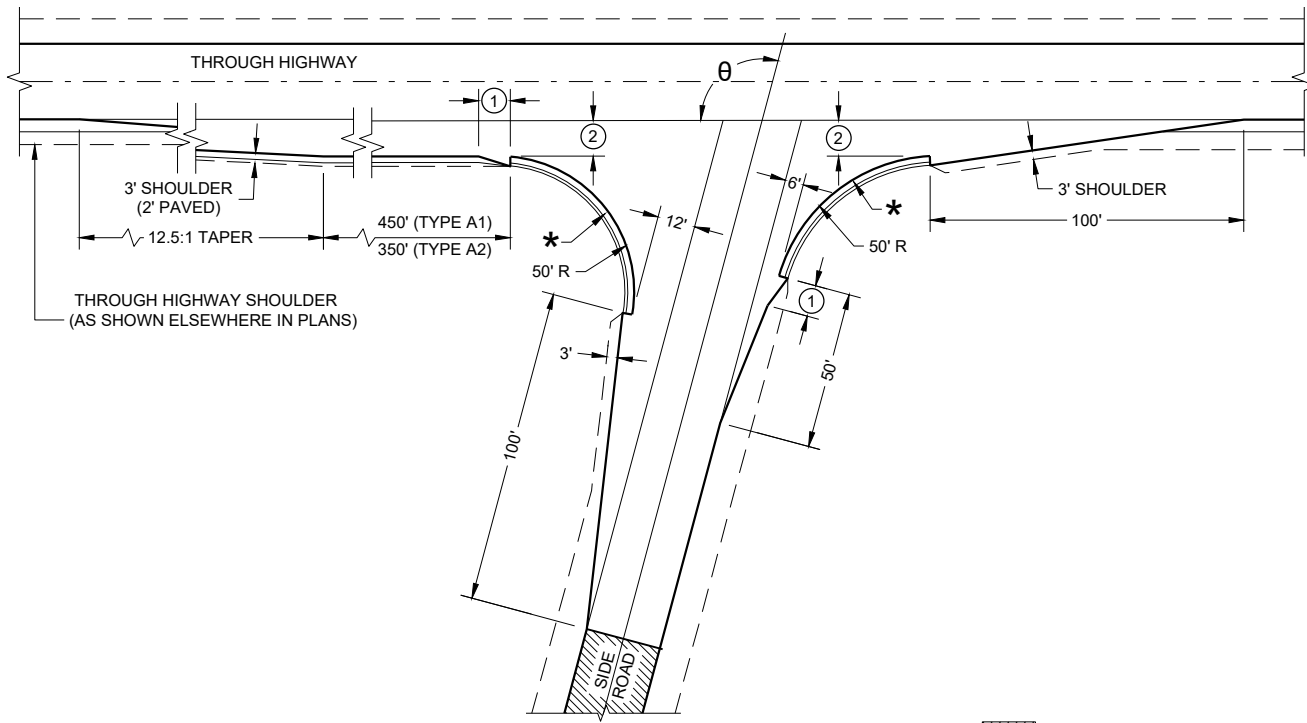 THROUGH HIGHWAY
θ
1
2
2
3' SHOULDER
(2' PAVED)
12.5:1 TAPER
450' (TYPE A1)
350' (TYPE A2)
*
50' R
12'
6'
*
50' R
3' SHOULDER
100'
THROUGH HIGHWAY SHOULDER
(AS SHOWN ELSEWHERE IN PLANS)
1
3'
50'
100'
SIDE
ROAD